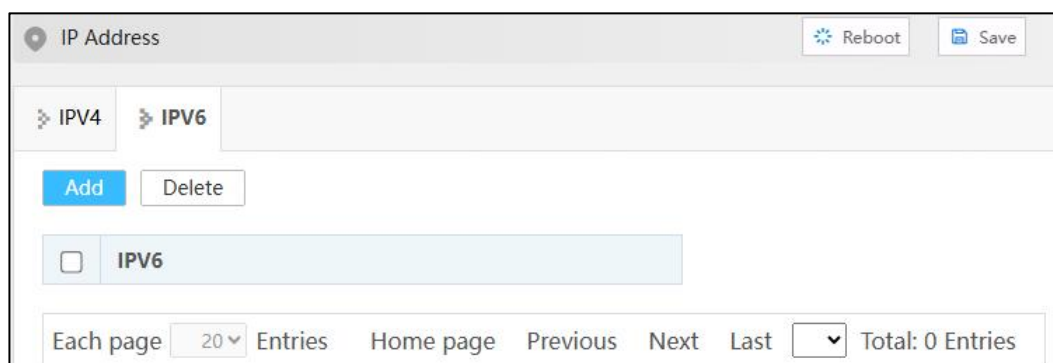 IP Address Reboot Save
IPV4 IPV6
Add Delete
IPV6
Each page 20 Entries Home page Previous Next Last Total: 0 Entries